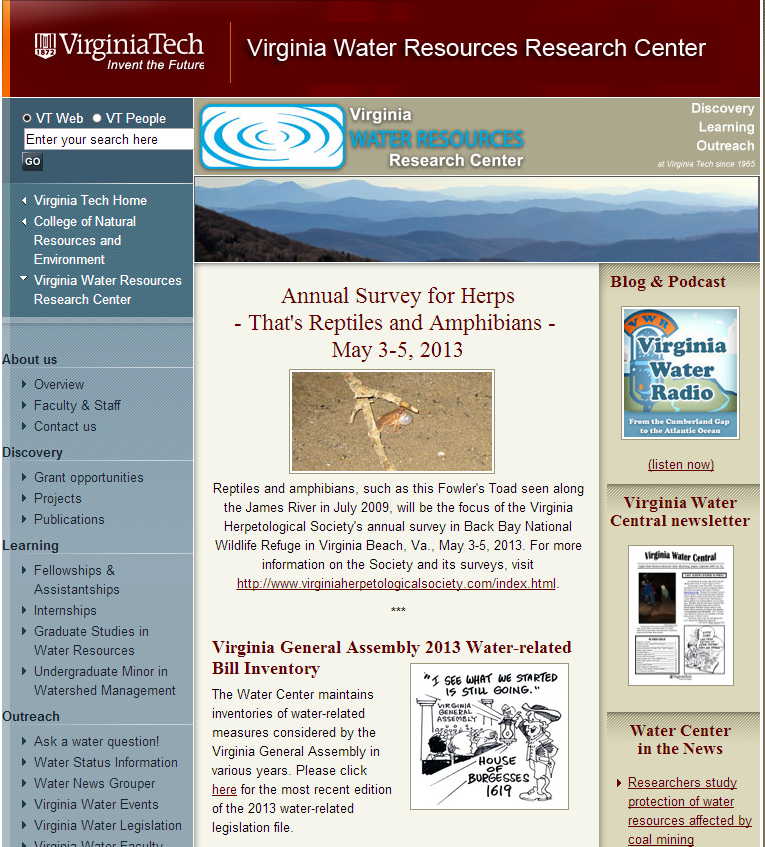 VirginiaTech
1872
Invent the Future
Virginia Water Resources Research Center
VT Web VT People
Enter your search here
GO
Virginia Tech Home
College of Natural
Resources and
Environment
Virginia Water Resources
Research Center
About us
Overview
Faculty & Staff
Contact us
Discovery
Grant opportunities
Projects
Publications
Learning
Fellowships &
Assistantships
Internships
Graduate Studies in
Water Resources
Undergraduate Minor in
Watershed Management
Outreach
Ask a water question!
Water Status Information
Water News Grouper
Virginia Water Events
Virginia Water Legislation
Virginia Water Faculty
Virginia
WATER RESOURCES
Research Center
Discovery
Learning
Outreach
at Virginia Tech since 1965
Annual Survey for Herps
- That's Reptiles and Amphibians -
May 3-5, 2013
Reptiles and amphibians, such as this Fowler's Toad seen along
the James River in July 2009, will be the focus of the Virginia
Herpetological Society's annual survey in Back Bay National
Wildlife Refuge in Virginia Beach, Va., May 3-5, 2013. For more
information on the Society and its surveys, visit
http://www.virginiaherpetologicalsociety.com/index.html.
***
Virginia General Assembly 2013 Water-related
Bill Inventory
The Water Center maintains
inventories of water-related
measures considered by the
Virginia General Assembly in
various years. Please click
here for the most recent edition
of the 2013 water-related
legislation file.
"I SEE WHAT WE STARTED
IS STILL GOING."
VIRGINIA
GENERAL
ASSEMBLY
HOUSE
OF
BURGESSES
1619
Blog & Podcast
VWR
Virginia
Water
Radio
From the Cumberland Gap
to the Atlantic Ocean
(listen now)
Virginia Water
Central newsletter
Virginia Water Central
VirginiaTech
Water Center
in the News
Researchers study
protection of water
resources affected by
coal mining